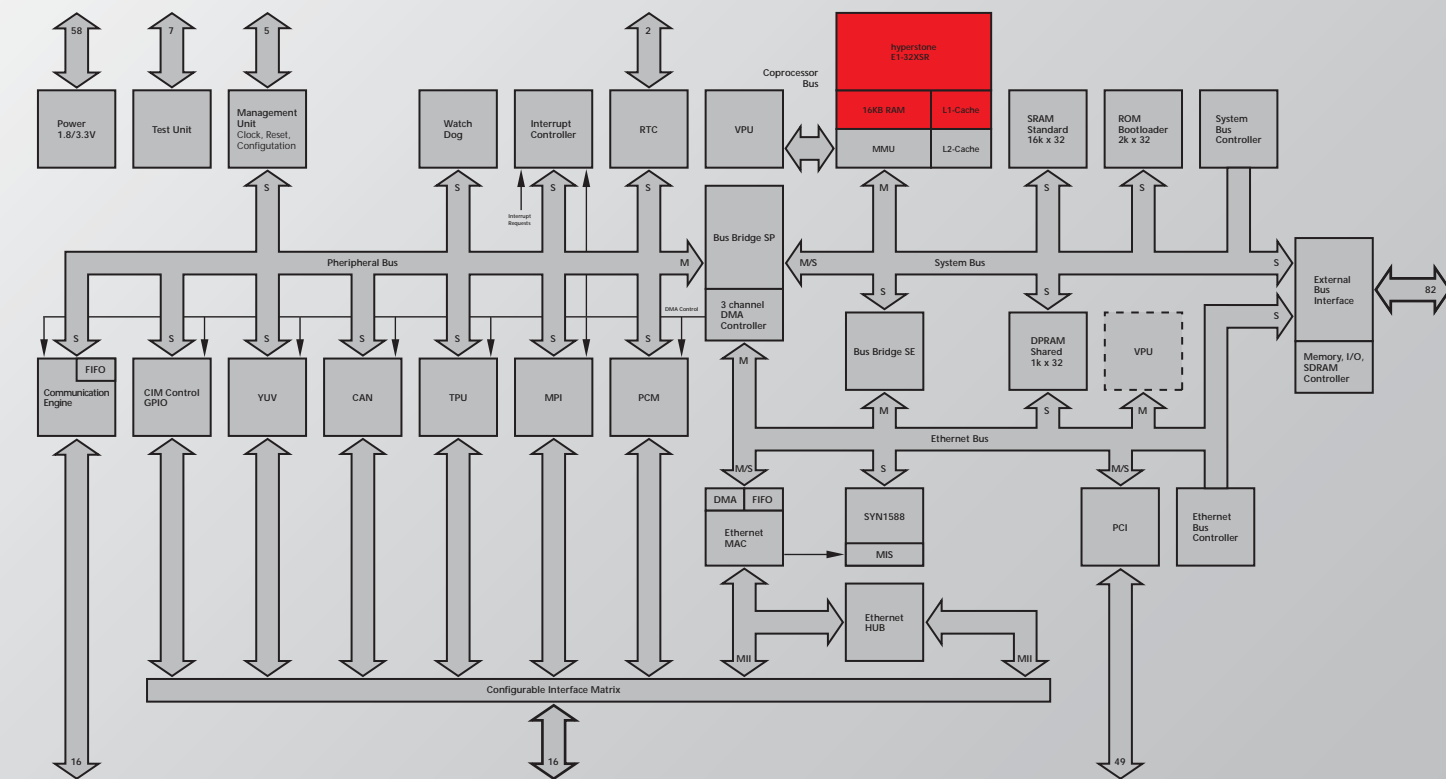 58
7
5
2
hyperstone
E1-32XSR
Coprocessor
Bus
Power
1.8/3.3V
Test Unit
Management
Unit
Clock, Reset,
Configutation
Watch
Dog
Interrupt
Controller
RTC
VPU
16KB RAM
L1-Cache
MMU
L2-Cache
SRAM
Standard
16k x 32
ROM
Bootloader
2k x 32
System
Bus
Controller
S
S
S
S
M
S
S
Interrupt
Requests
Bus Bridge SP
Pheripheral Bus
M
M/S
System Bus
S
External
Bus
Interface
82
S
S
3 channel
DMA
Controller
DMA Control
S
S
S
S
S
S
S
S
M
Bus Bridge SE
DPRAM
Shared
1k x 32
VPU
Memory, I/O,
SDRAM
Controller
FIFO
Communication
Engine
CIM Control
GPIO
YUV
CAN
TPU
MPI
PCM
M
S
M
Ethernet Bus
M/S
S
M/S
DMA
FIFO
Ethernet
MAC
SYN1588
MIS
PCI
Ethernet
Bus
Controller
Ethernet
HUB
MII
MII
Configurable Interface Matrix
16
16
49